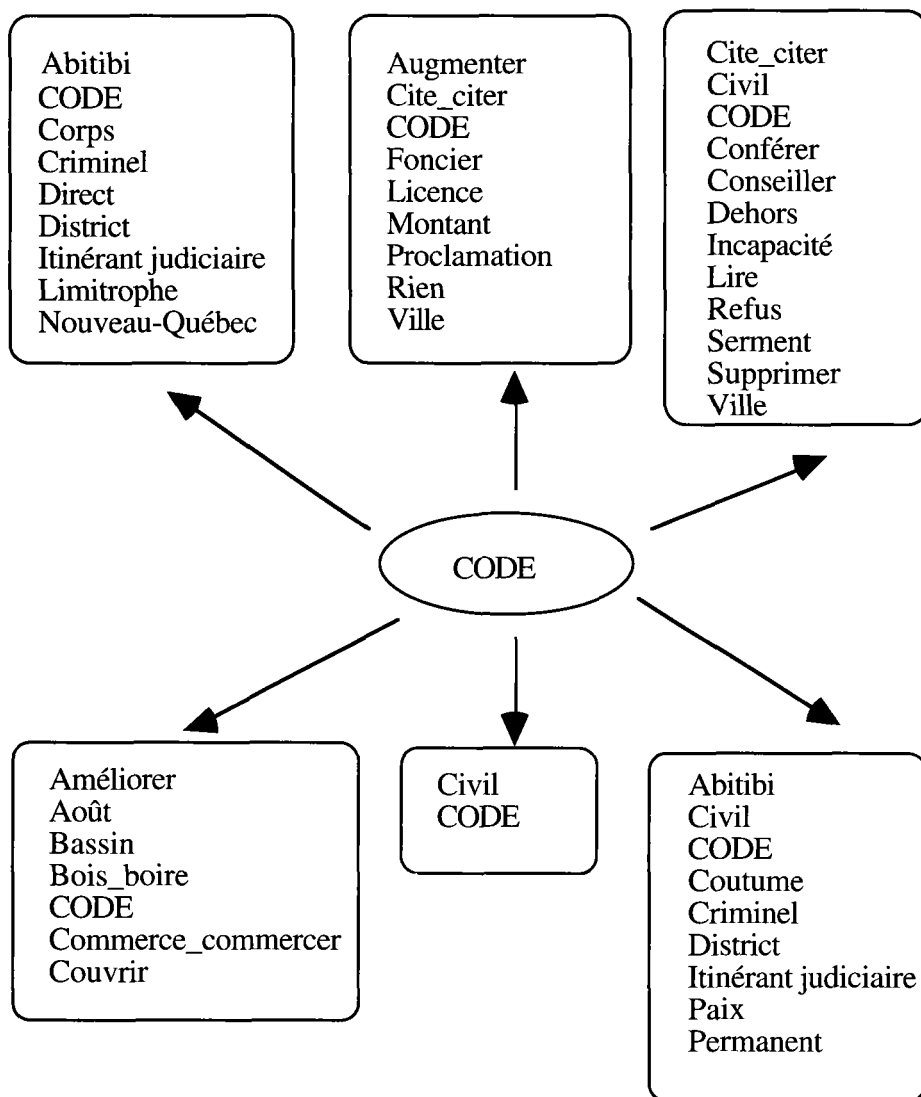 Abitibi
CODE
Corps
Criminel
Direct
District
Itinérant judiciaire
Limitrophe
Nouveau-Québec
Augmenter
Cite_citer
CODE
Foncier
Licence
Montant
Proclamation
Rien
Ville
Cite_citer
Civil
CODE
Conférer
Conseiller
Dehors
Incapacité
Lire
Refus
Serment
Supprimer
Ville
CODE
Améliorer
Août
Bassin
Bois_boire
CODE
Commerce_commercer
Couvrir
Civil
CODE
Abitibi
Civil
CODE
Coutume
Criminel
District
Itinérant judiciaire
Paix
Permanent